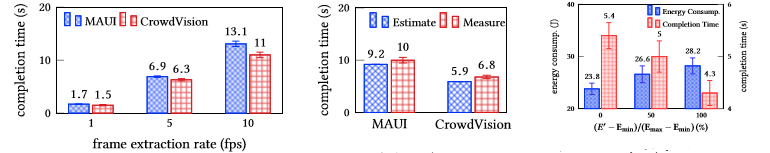 completion time (s)
20
10
0
MAUI CrowdVision
1.7 1.5
6.9 6.3
13.1 11
1 5 10
frame extraction rate (fps)
completion time (s)
20
10
0
Estimate Measure
9.2 10
5.9 6.8
MAUI CrowdVision
energy consump. (J)
40
30
20
Energy Consump.
Completion Time
23.8 5.4
26.6 5
28.2 4.3
6
5
4
completion time (s)
0 50 100
(E′ − Emin)/(Emax − Emin)(%)